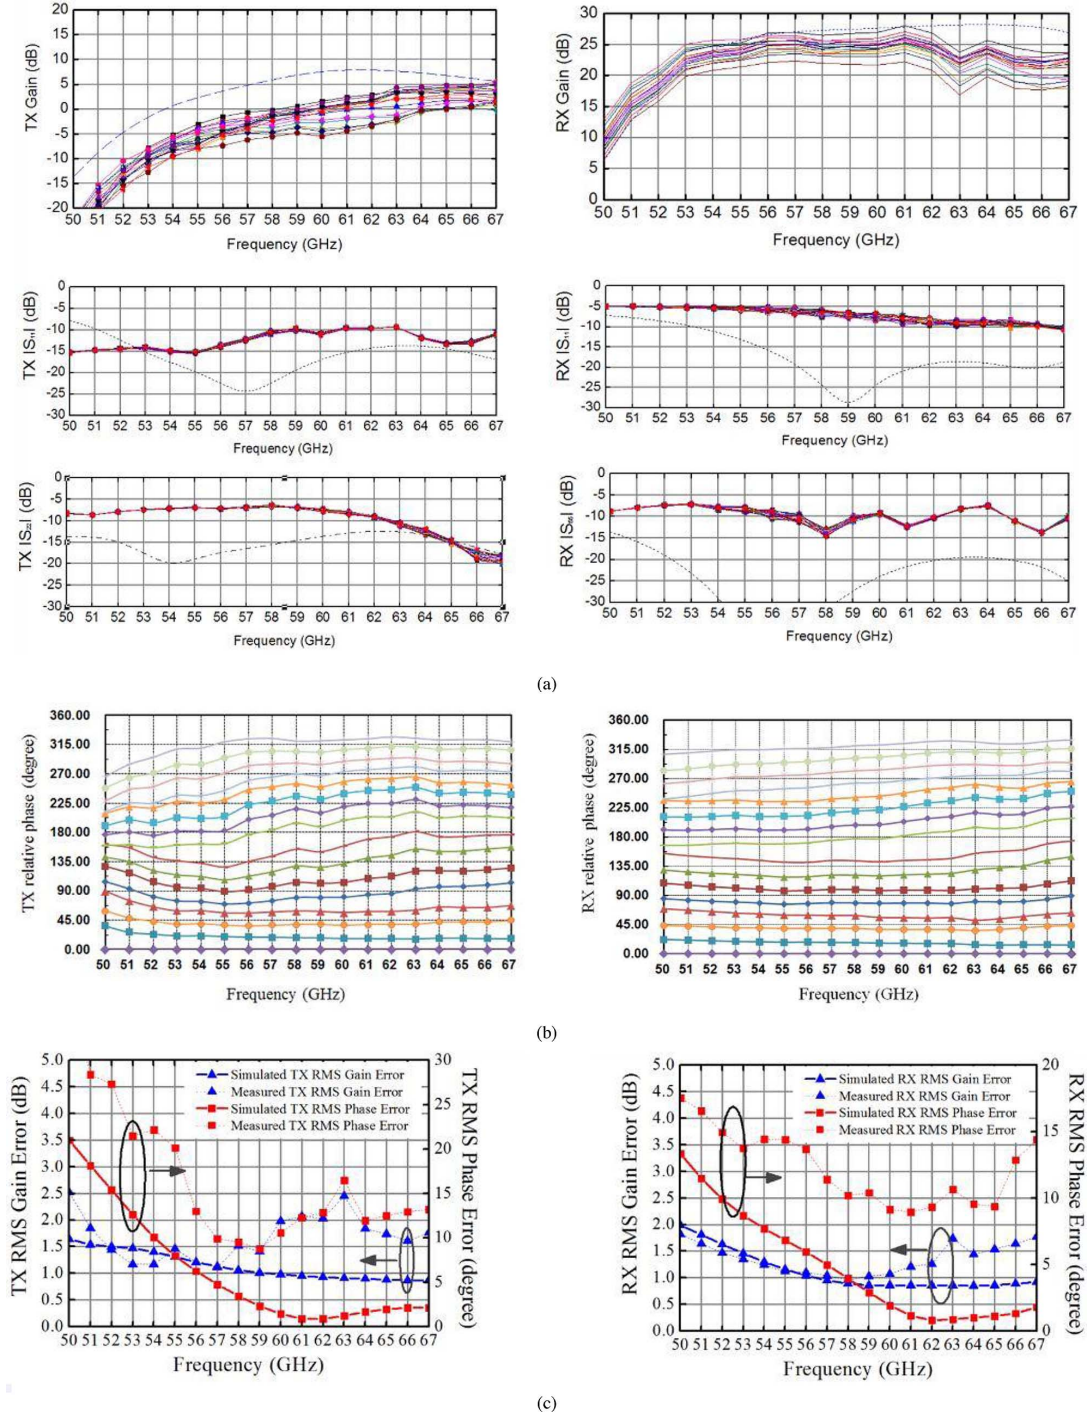 TX Gain (dB)
20
15
10
5
0
-5
-10
-15
-20
50 51 52 53 54 55 56 57 58 59 60 61 62 63 64 65 66 67
Frequency (GHz)
RX Gain (dB)
30
25
20
15
10
5
0
50 51 52 53 54 55 56 57 58 59 60 61 62 63 64 65 66 67
Frequency (GHz)
TX |S₁₁| (dB)
0
-5
-10
-15
-20
-25
-30
50 51 52 53 54 55 56 57 58 59 60 61 62 63 64 65 66 67
Frequency (GHz)
RX |S₁₁| (dB)
0
-5
-10
-15
-20
-25
-30
50 51 52 53 54 55 56 57 58 59 60 61 62 63 64 65 66 67
Frequency (GHz)
TX |S₂₂| (dB)
0
-5
-10
-15
-20
-25
-30
50 51 52 53 54 55 56 57 58 59 60 61 62 63 64 65 66 67
Frequency (GHz)
RX (dB)
0
-5
-10
-15
-20
-25
-30
50 51 52 53 54 55 56 57 58 59 60 61 62 63 64 65 66 67
Frequency (GHz)
(a)
TX relative phase (degree)
360.00
315.00
270.00
225.00
180.00
135.00
90.00
45.00
0.00
50 51 52 53 54 55 56 57 58 59 60 61 62 63 64 65 66 67
Frequency (GHz)
RX relative phase (degree)
360.00
315.00
270.00
225.00
180.00
135.00
90.00
45.00
0.00
50 51 52 53 54 55 56 57 58 59 60 61 62 63 64 65 66 67
Frequency (GHz)
(b)
TX RMS Gain Error (dB)
5.0
4.5
4.0
3.5
3.0
2.5
2.0
1.5
1.0
0.5
0.0
Simulated TX RMS Gain Error
Measured TX RMS Gain Error
Simulated TX RMS Phase Error
Measured TX RMS Phase Error
30
25
20
15
10
5
0
TX RMS Phase Error (degree)
50 51 52 53 54 55 56 57 58 59 60 61 62 63 64 65 66 67
Frequency (GHz)
RX RMS Gain Error (dB)
5.0
4.5
4.0
3.5
3.0
2.5
2.0
1.5
1.0
0.5
0.0
Simulated RX RMS Gain Error
Measured RX RMS Gain Error
Simulated RX RMS Phase Error
Measured RX RMS Phase Error
20
15
10
5
0
RX RMS Phase Error (degree)
50 51 52 53 54 55 56 57 58 59 60 61 62 63 64 65 66 67
Frequency (GHz)
(c)